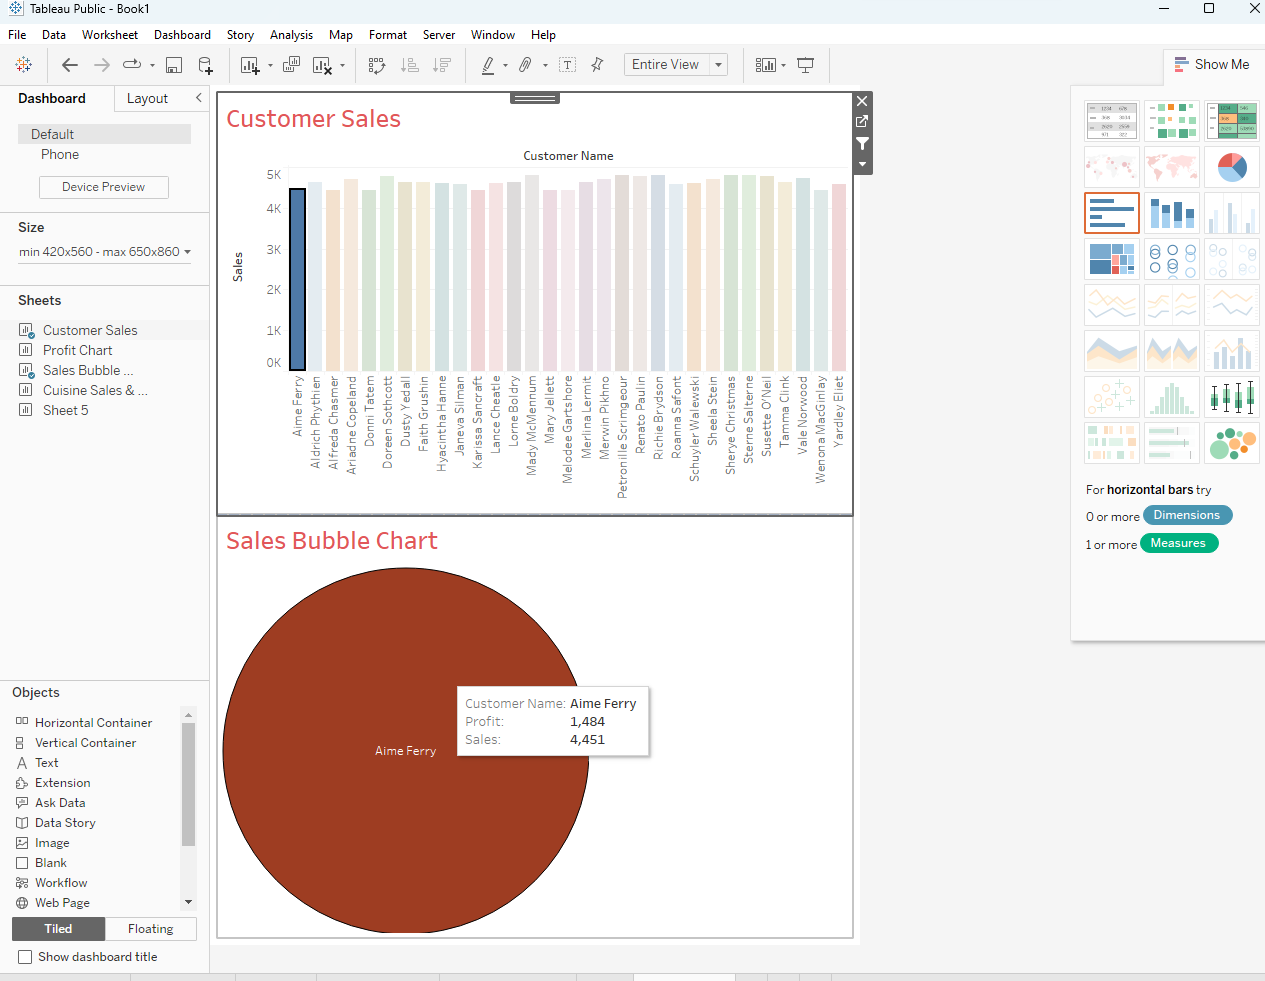 Tableau Public - Book1
File Data Worksheet Dashboard Story Analysis Map Format Server Window Help
Entire View
Show Me
Dashboard
Layout
Default
Phone
Device Preview
Size
min 420x560 - max 650x860
Sheets
Customer Sales
Profit Chart
Sales Bubble ...
Cuisine Sales & ...
Sheet 5
Objects
Horizontal Container
Vertical Container
Text
Extension
Ask Data
Data Story
Image
Blank
Workflow
Web Page
Tiled
Floating
Show dashboard title
Customer Sales
Customer Name
Sales
5K
4K
3K
2K
1K
0K
Aime Ferry
Aldrich Phythien
Alfreda Chasmer
Ariadne Copeland
Donni Tatem
Doreen Sothcott
Dusty Yedall
Faith Grushin
Hyacintha Hanne
Janeva Silman
Karissa Sancraft
Lance Cheatle
Lorne Boldry
Mady McMennum
Mary Jellett
Melodee Gartshore
Merlina Lermit
Merwin Pikhno
Petronille Scrimgeour
Renato Paulin
Richie Brydson
Roanna Safont
Schuyler Walewski
Sheela Stein
Sherye Christmas
Sterne Salterne
Susette O'Neil
Tamma Clink
Vale Norwood
Wenona MacGinlay
Yardley Eliet
Sales Bubble Chart
Aime Ferry
Customer Name: Aime Ferry
Profit: 1,484
Sales: 4,451
For horizontal bars try
0 or more Dimensions
1 or more Measures